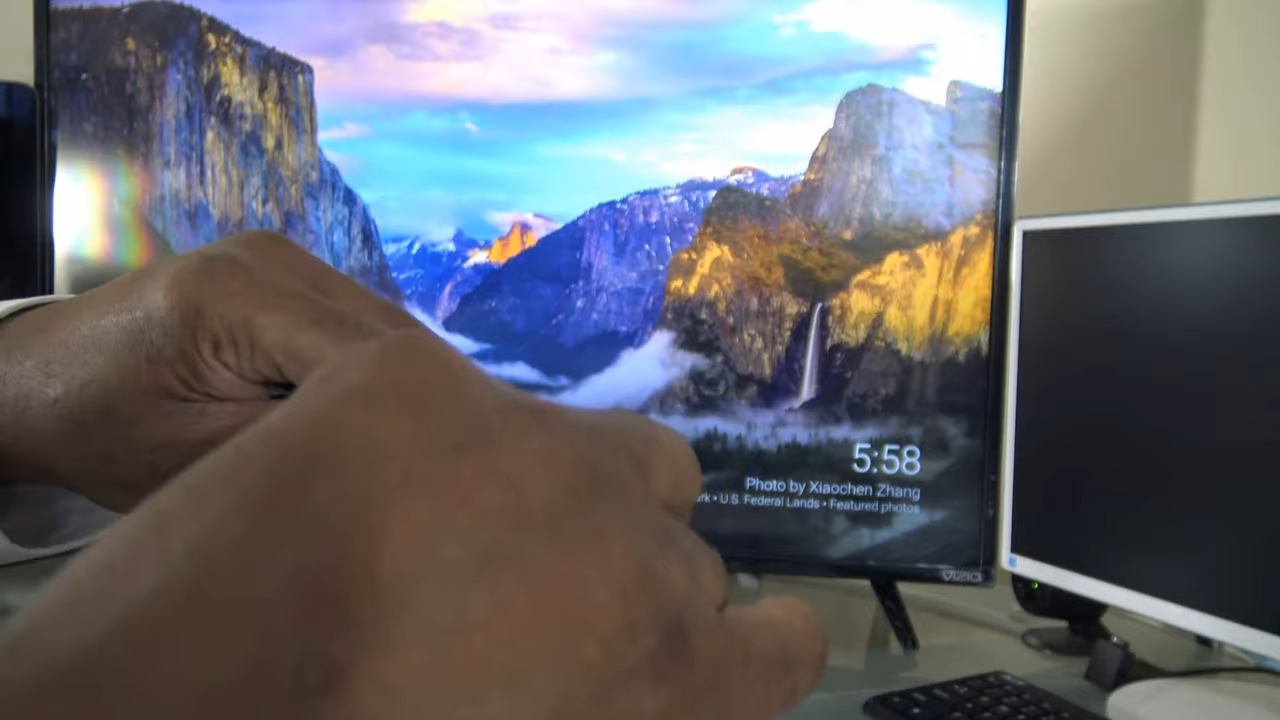 5:58
Photo by Xiaochen Zhang
rk • U.S. Federal Lands • Featured photos
VIZIO